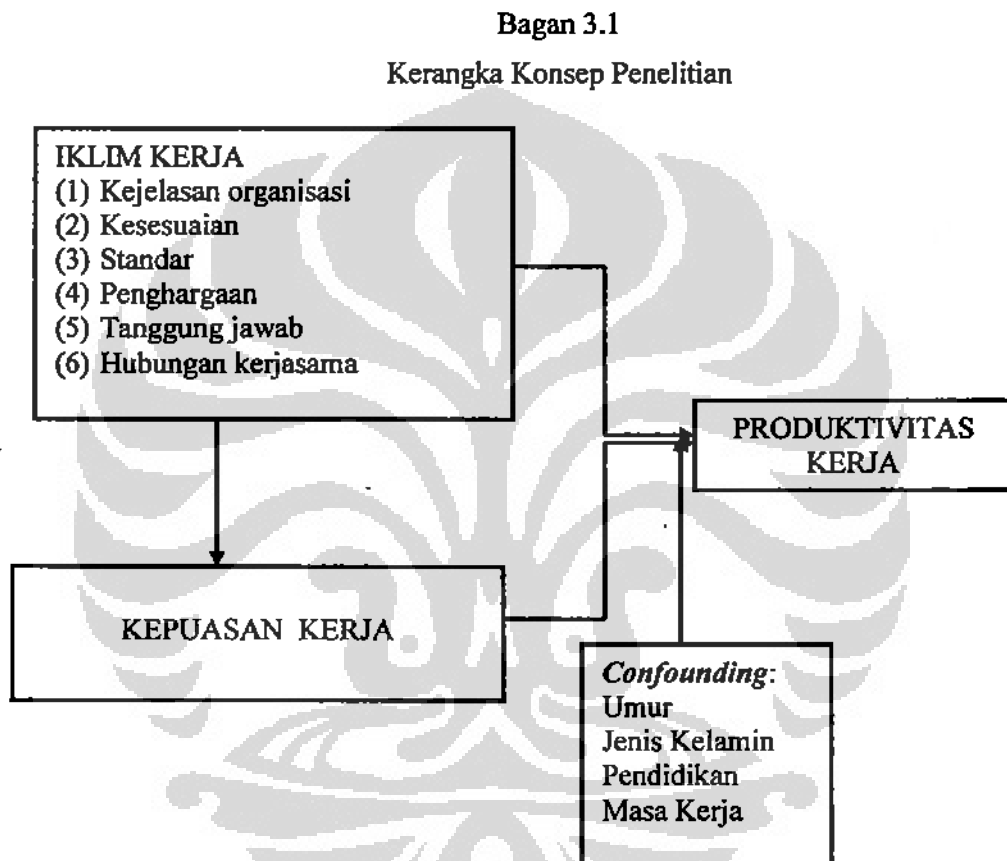 Bagan 3.1
Kerangka Konsep Penelitian
IKLIM KERJA
(1) Kejelasan organisasi
(2) Kesesuaian
(3) Standar
(4) Penghargaan
(5) Tanggung jawab
(6) Hubungan kerjasama
PRODUKTIVITAS
KERJA
KEPUASAN KERJA
Confounding:
Umur
Jenis Kelamin
Pendidikan
Masa Kerja